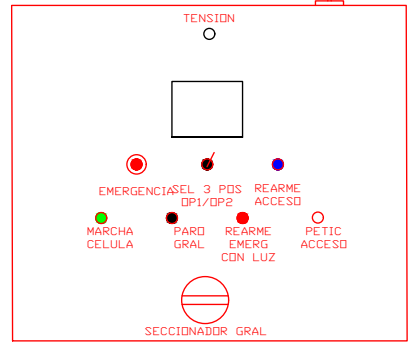 TENSION
EMERGENCIA
SEL 3 POS
OP1/OP2
REARME
ACCESO
MARCHA
CELULA
PARO
GRAL
REARME
EMERG
CON LUZ
PETIC
ACCESO
SECCIONADOR GRAL